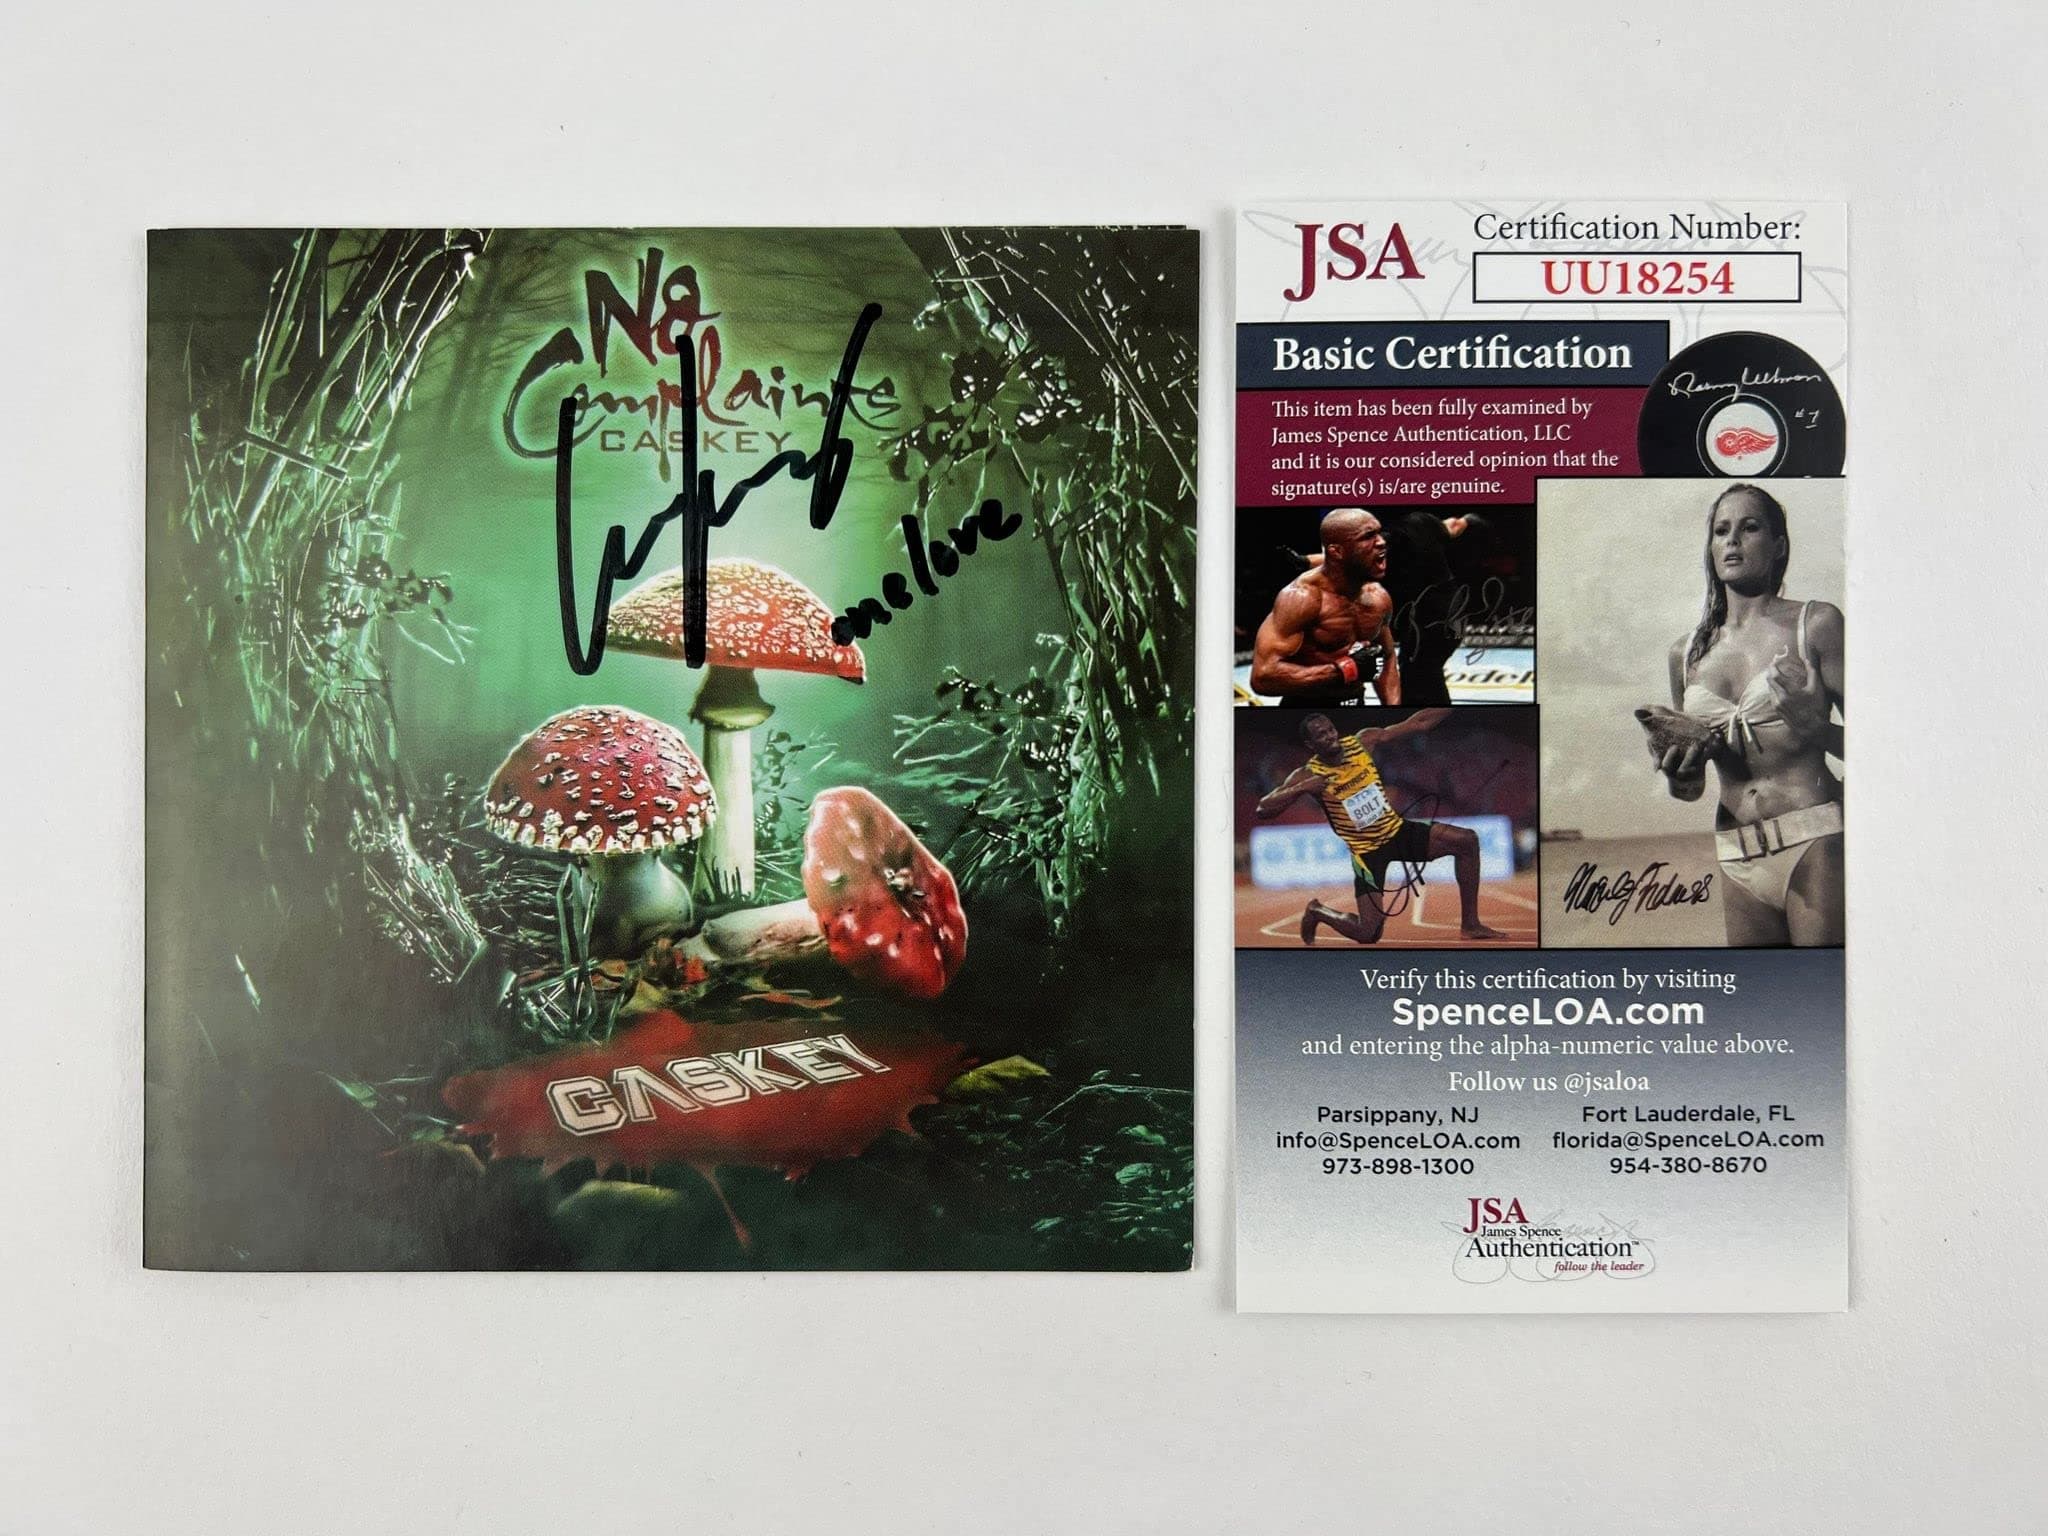 No
Complaints
CASKEY
one love
CASKEY
JSA
Certification Number:
UU18254
Basic Certification
This item has been fully examined by
James Spence Authentication, LLC
and it is our considered opinion that the
signature(s) is/are genuine.
#7
BOLT
Verify this certification by visiting
SpenceLOA.com
and entering the alpha-numeric value above.
Follow us @jsaloa
Parsippany, NJ
info@SpenceLOA.com
973-898-1300
Fort Lauderdale, FL
florida@SpenceLOA.com
954-380-8670
JSA
James Spence
Authentication™
follow the leader